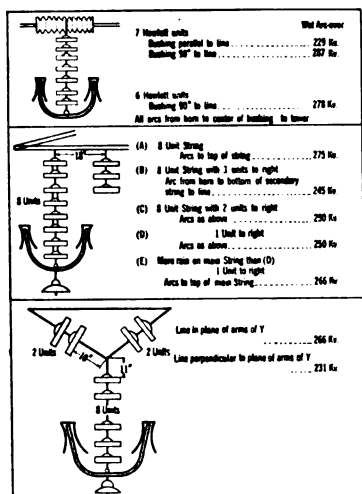 Wet Arc-over
7 Hewlett units
Bushing parallel to line ........ 229 Kv.
Bushing 90° to line ........ 287 Kv.
6 Hewlett units
Bushing 90° to line ........ 278 Kv.
All arcs from horn to center of bushing to tower
18"
8 Units
(A) 8 Unit String
Arcs to top of string ........ 275 Kv.
(B) 8 Unit String with 3 units to right
Arc from horn to bottom of secondary
string to line ........ 245 Kv.
(C) 8 Unit String with 2 units to right
Arcs as above ........ 290 Kv.
(D) 1 Unit to right
Arcs as above ........ 250 Kv.
(E) More rain on main String than (D)
1 Unit to right
Arcs to top of main String ........ 266 Kv
2 Units
2 Units
11"
8 Units
Line in plane of arms of Y
........ 266 Kv.
Line perpendicular to plane of arms of Y
........ 231 Kv